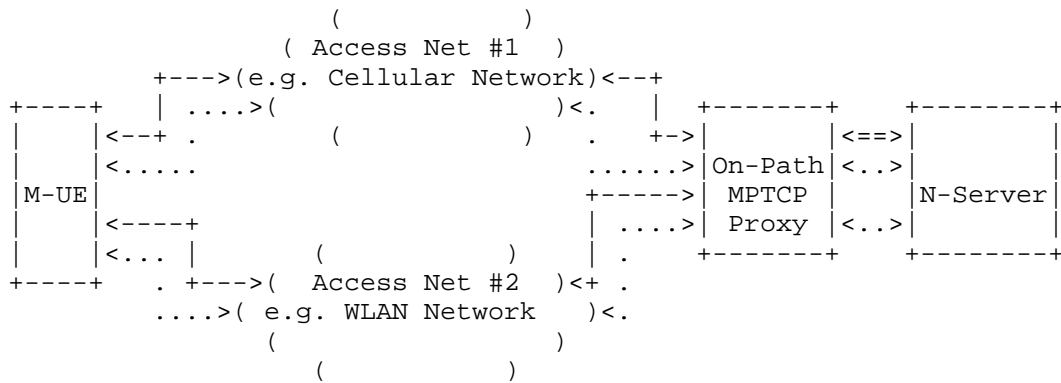 Access Net #1
(e.g. Cellular Network)
M-UE
On-Path
MPTCP
Proxy
N-Server
Access Net #2
e.g. WLAN Network